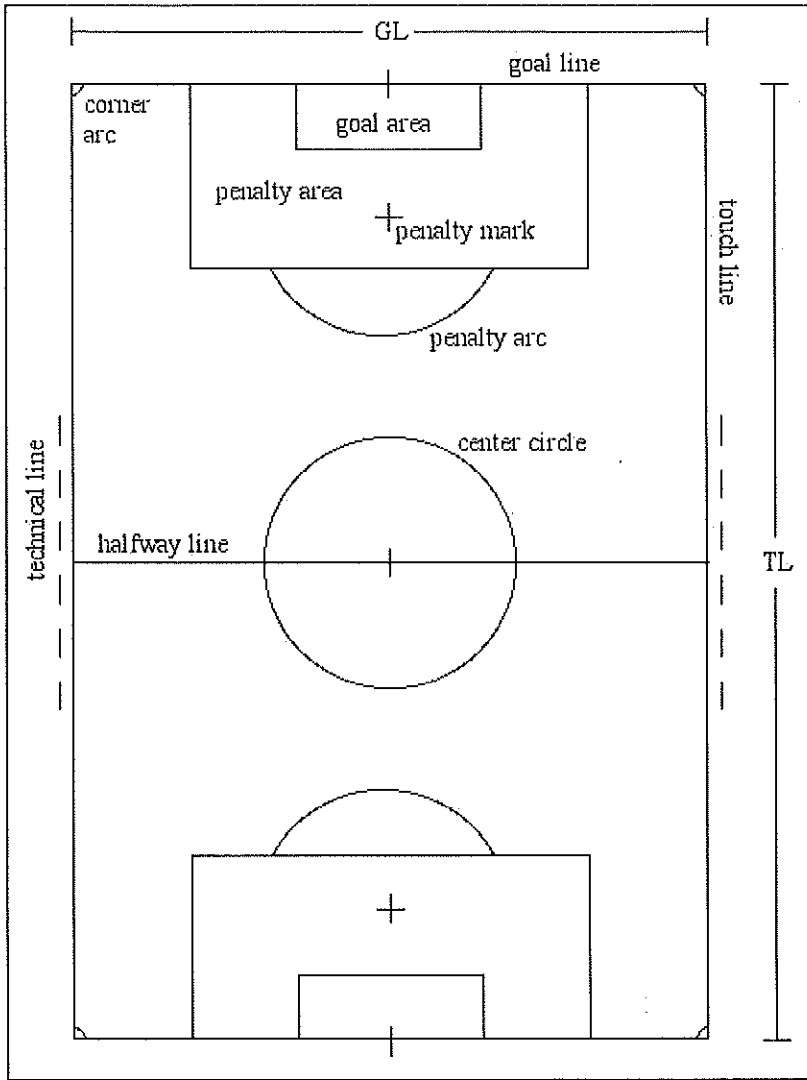 GL
goal line
corner
arc
goal area
penalty area
penalty mark
touch line
penalty arc
center circle
technical line
halfway line
TL